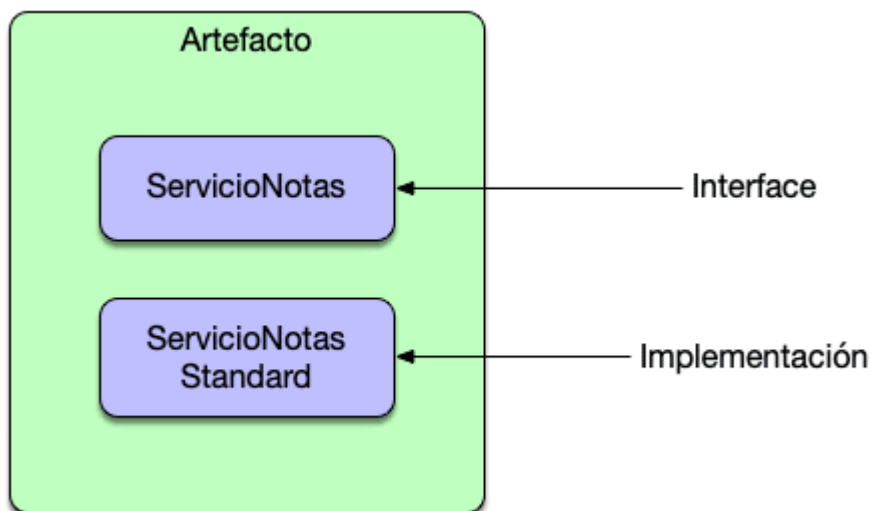 Artefacto
ServicioNotas
Interface
ServicioNotas
Standard
Implementación